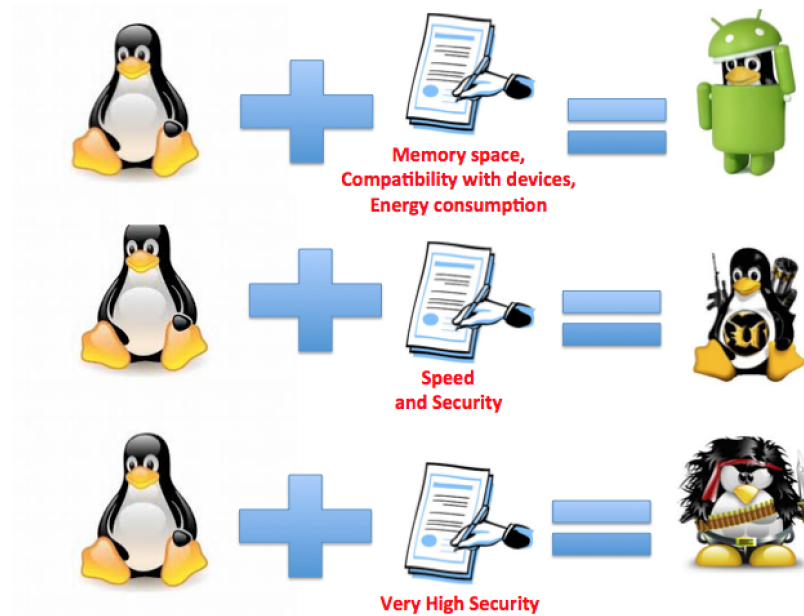 Memory space,
Compatibility with devices,
Energy consumption
Speed
and Security
Very High Security